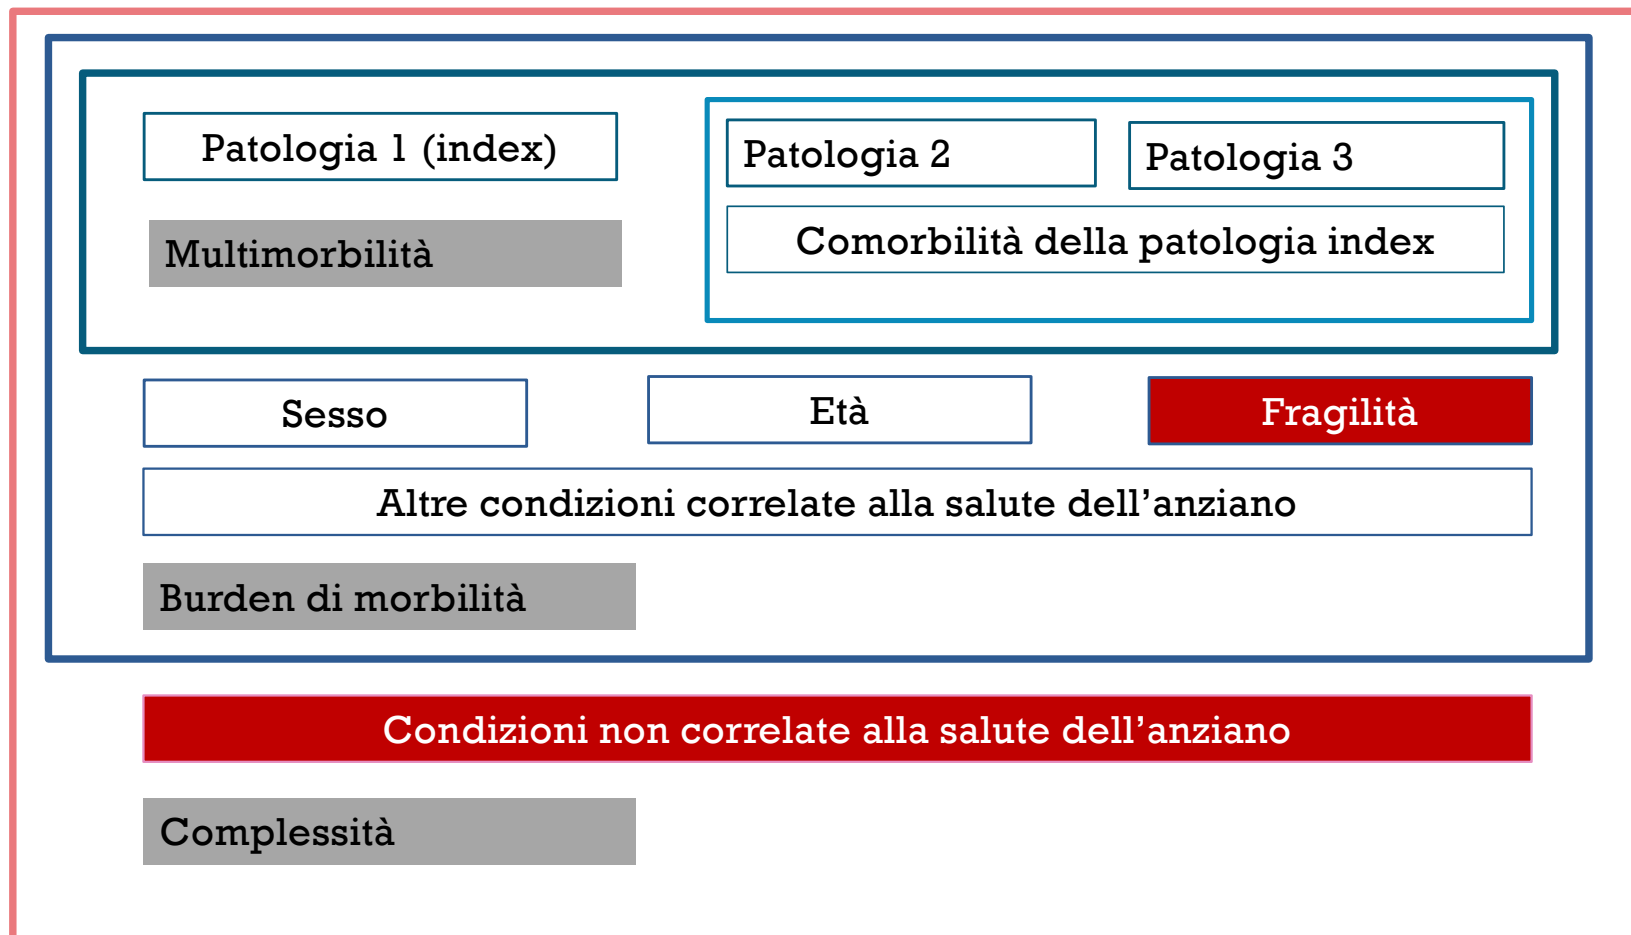 Patologia 1 (index)
Patologia 2
Patologia 3
Multimorbilità
Comorbilità della patologia index
Sesso
Età
Fragilità
Altre condizioni correlate alla salute dell’anziano
Burden di morbilità
Condizioni non correlate alla salute dell’anziano
Complessità